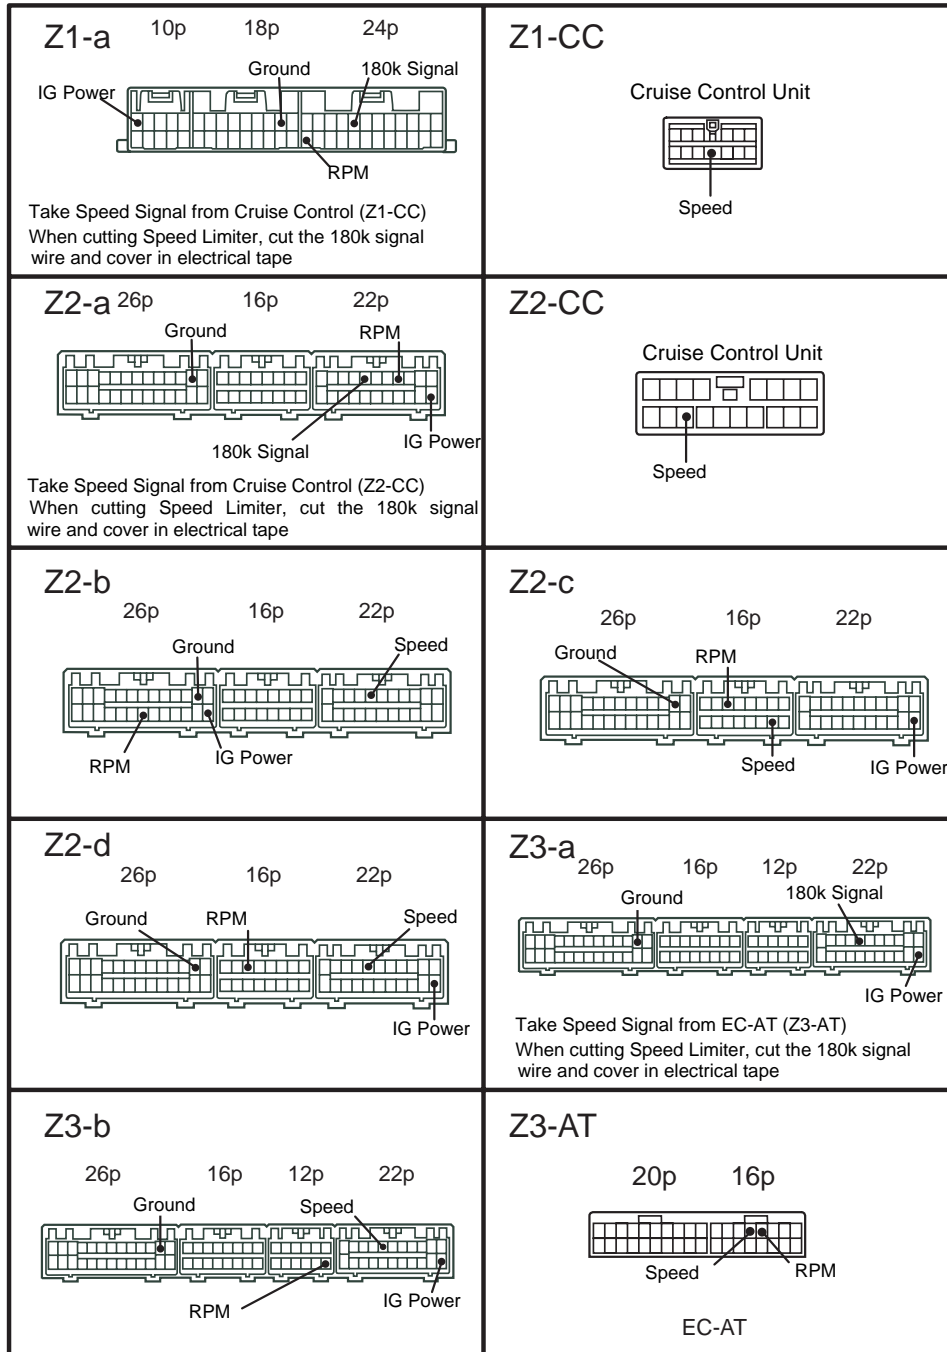 Z1-a
10p 18p 24p
Ground 180k Signal
IG Power
RPM
Take Speed Signal from Cruise Control (Z1-CC)
When cutting Speed Limiter, cut the 180k signal
wire and cover in electrical tape
Z1-CC
Cruise Control Unit
Speed
Z2-a
26p 16p 22p
Ground RPM
180k Signal
IG Power
Take Speed Signal from Cruise Control (Z2-CC)
When cutting Speed Limiter, cut the 180k signal
wire and cover in electrical tape
Z2-CC
Cruise Control Unit
Speed
Z2-b
26p 16p 22p
Ground Speed
RPM IG Power
Z2-c
26p 16p 22p
Ground RPM
Speed IG Power
Z2-d
26p 16p 22p
Ground RPM Speed
IG Power
Z3-a
26p 16p 12p 22p
Ground 180k Signal
IG Power
Take Speed Signal from EC-AT (Z3-AT)
When cutting Speed Limiter, cut the 180k signal
wire and cover in electrical tape
Z3-b
26p 16p 12p 22p
Ground Speed
RPM IG Power
Z3-AT
20p 16p
Speed RPM
EC-AT